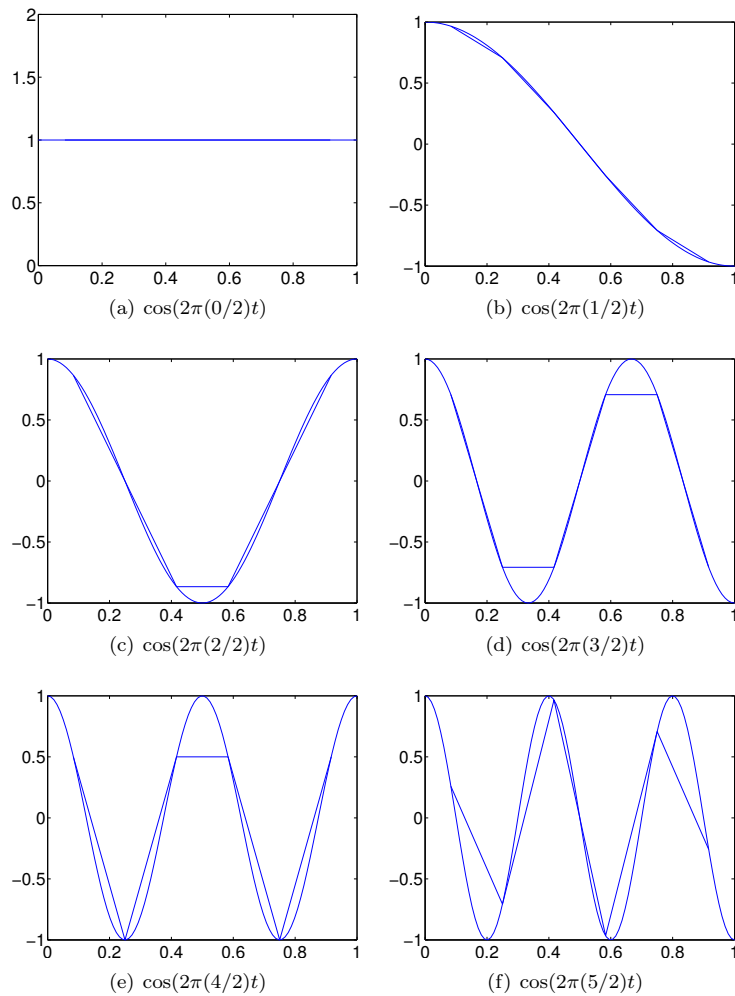 2
1.5
1
0.5
0
0 0.2 0.4 0.6 0.8 1
(a) cos(2π(0/2)t)
1
0.5
0
−0.5
−1
0 0.2 0.4 0.6 0.8 1
(b) cos(2π(1/2)t)
1
0.5
0
−0.5
−1
0 0.2 0.4 0.6 0.8 1
(c) cos(2π(2/2)t)
1
0.5
0
−0.5
−1
0 0.2 0.4 0.6 0.8 1
(d) cos(2π(3/2)t)
1
0.5
0
−0.5
−1
0 0.2 0.4 0.6 0.8 1
(e) cos(2π(4/2)t)
1
0.5
0
−0.5
−1
0 0.2 0.4 0.6 0.8 1
(f) cos(2π(5/2)t)